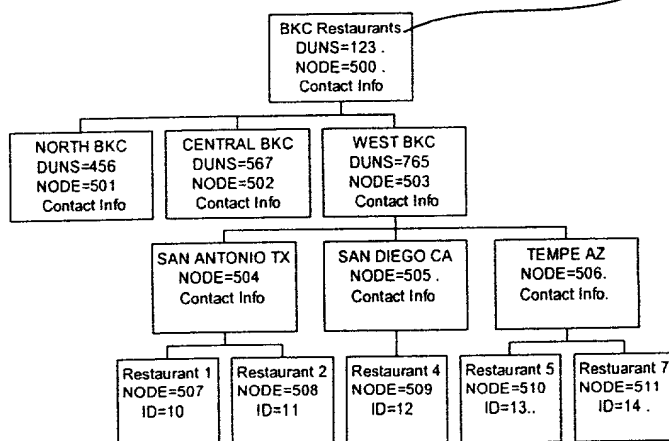 BKC Restaurants
DUNS=123 .
NODE=500 .
Contact Info
NORTH BKC
DUNS=456
NODE=501
Contact Info
CENTRAL BKC
DUNS=567
NODE=502
Contact Info
WEST BKC
DUNS=765
NODE=503
Contact Info
SAN ANTONIO TX
NODE=504
Contact Info
SAN DIEGO CA
NODE=505 .
Contact Info
TEMPE AZ
NODE=506.
Contact Info.
Restaurant 1
NODE=507
ID=10
Restaurant 2
NODE=508
ID=11
Restaurant 4
NODE=509
ID=12
Restaurant 5
NODE=510
ID=13..
Restuarant 7
NODE=511
ID=14 .